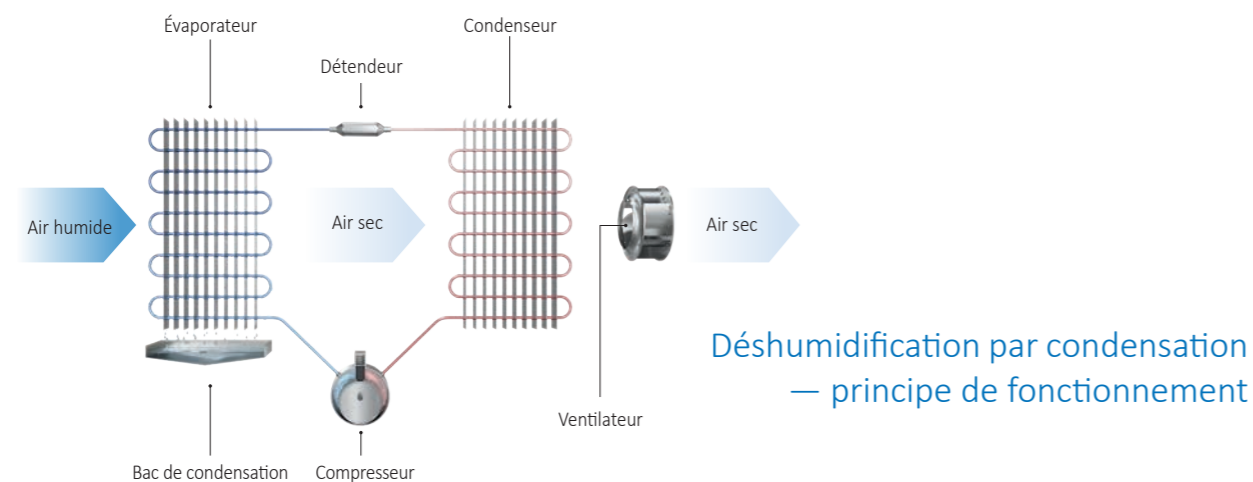 Évaporateur
Condenseur
Détendeur
Air humide
Air sec
Air sec
Déshumidification par condensation
— principe de fonctionnement
Ventilateur
Bac de condensation
Compresseur